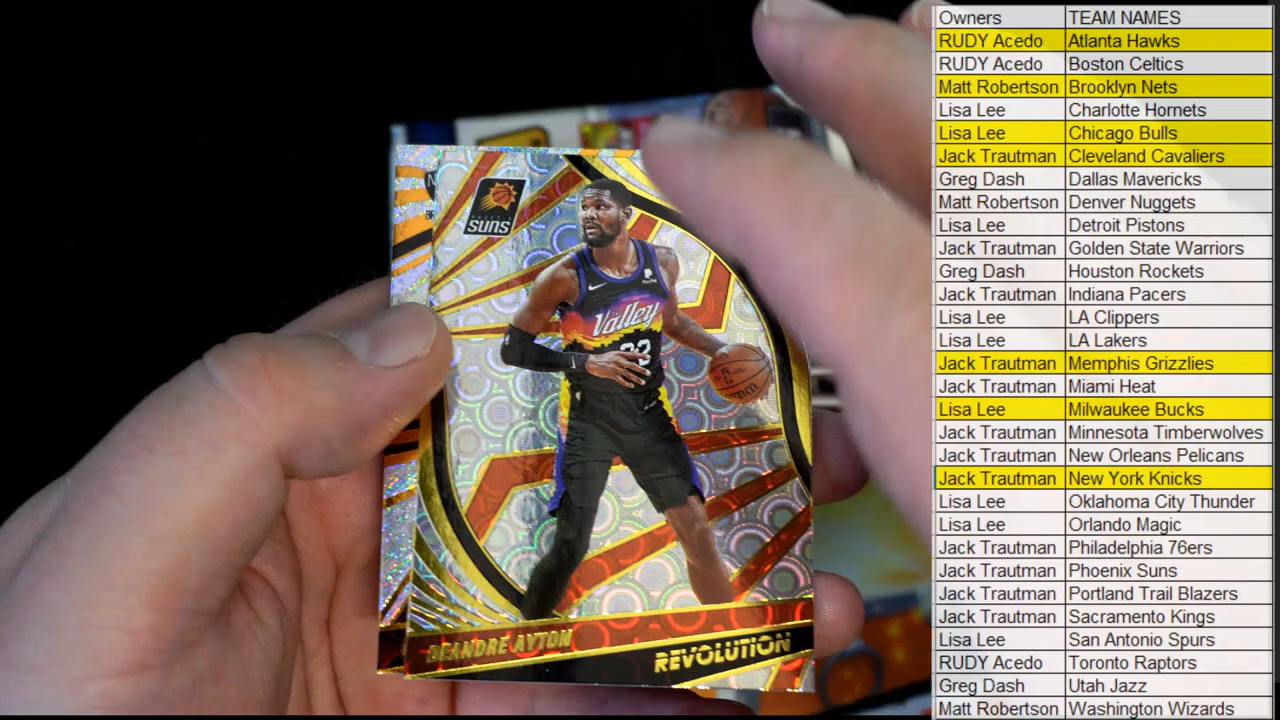 SUNS
Valley
DEANDRE AYTON
REVOLUTION
Owners TEAM NAMES
RUDY Acedo Atlanta Hawks
RUDY Acedo Boston Celtics
Matt Robertson Brooklyn Nets
Lisa Lee Charlotte Hornets
Lisa Lee Chicago Bulls
Jack Trautman Cleveland Cavaliers
Greg Dash Dallas Mavericks
Matt Robertson Denver Nuggets
Lisa Lee Detroit Pistons
Jack Trautman Golden State Warriors
Greg Dash Houston Rockets
Jack Trautman Indiana Pacers
Lisa Lee LA Clippers
Lisa Lee LA Lakers
Jack Trautman Memphis Grizzlies
Jack Trautman Miami Heat
Lisa Lee Milwaukee Bucks
Jack Trautman Minnesota Timberwolves
Jack Trautman New Orleans Pelicans
Jack Trautman New York Knicks
Lisa Lee Oklahoma City Thunder
Lisa Lee Orlando Magic
Jack Trautman Philadelphia 76ers
Jack Trautman Phoenix Suns
Jack Trautman Portland Trail Blazers
Jack Trautman Sacramento Kings
Lisa Lee San Antonio Spurs
RUDY Acedo Toronto Raptors
Greg Dash Utah Jazz
Matt Robertson Washington Wizards